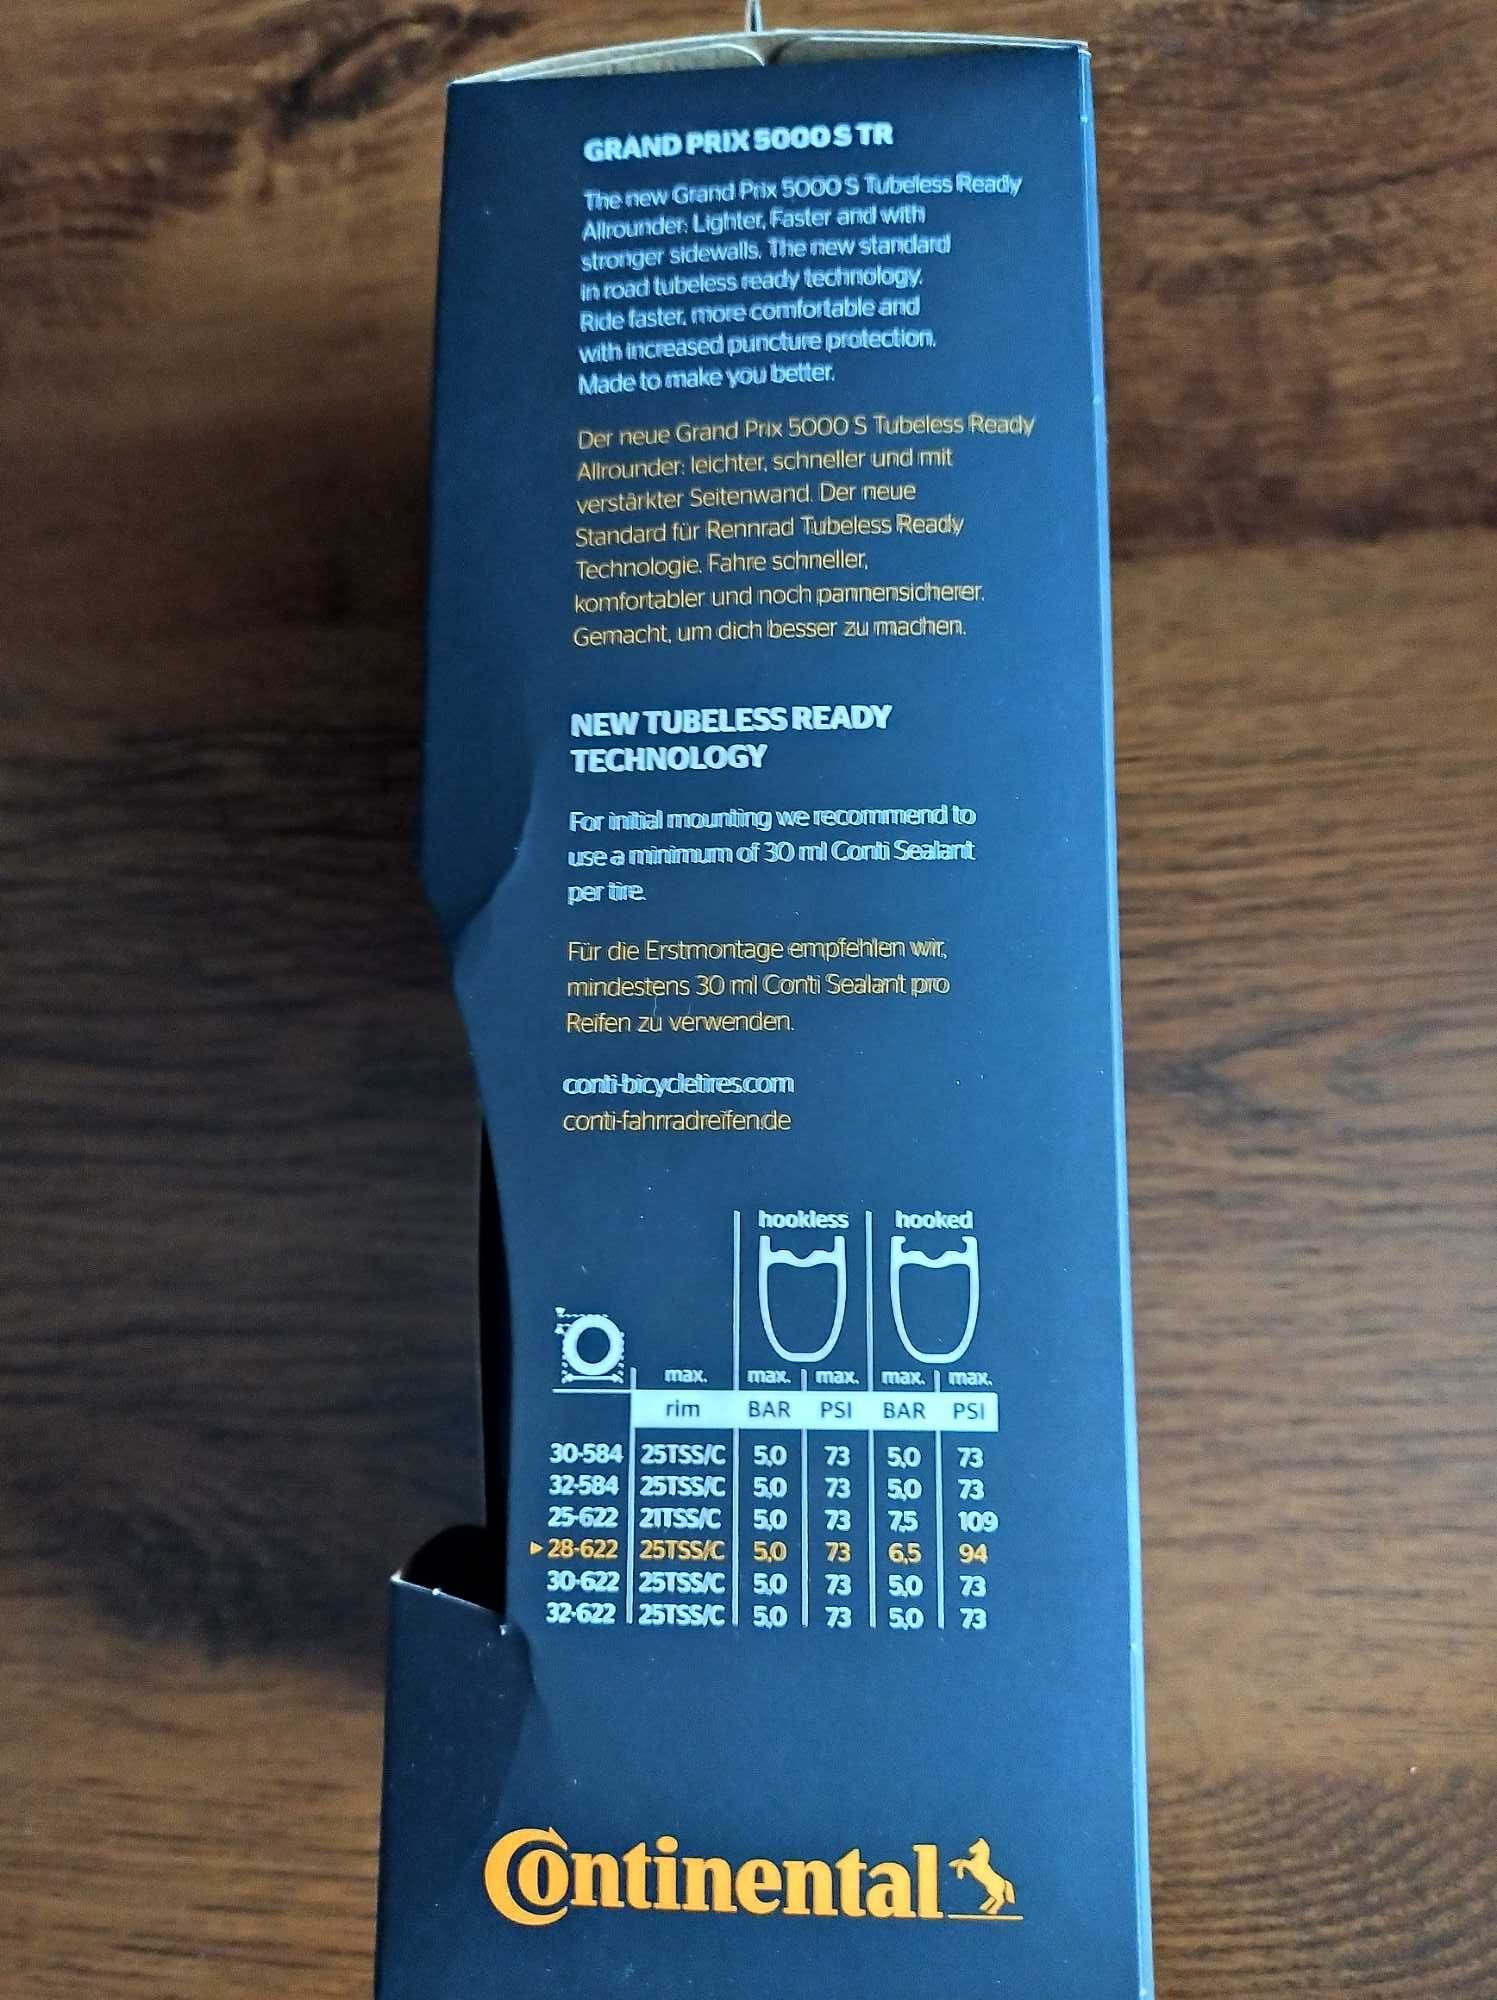 GRAND PRIX 5000 S TR
The new Grand Prix 5000 S Tubeless Ready
Allrounder: Lighter, Faster and with
stronger sidewalls. The new standard
in road tubeless ready technology.
Ride faster, more comfortable and
with increased puncture protection.
Made to make you better.
Der neue Grand Prix 5000 S Tubeless Ready
Allrounder: leichter, schneller und mit
verstärkter Seitenwand. Der neue
Standard für Rennrad Tubeless Ready
Technologie. Fahre schneller,
komfortabler und noch pannensicherer.
Gemacht, um dich besser zu machen.
NEW TUBELESS READY
TECHNOLOGY
For initial mounting we recommend to
use a minimum of 30 ml Conti Sealant
per tire.
Für die Erstmontage empfehlen wir,
mindestens 30 ml Conti Sealant pro
Reifen zu verwenden.
conti-bicycletires.com
conti-fahrradreifen.de
hookless hooked
max. max. max. max. max.
rim BAR PSI BAR PSI
30-584 25TSS/C 5,0 73 5,0 73
32-584 25TSS/C 5,0 73 5,0 73
25-622 21TSS/C 5,0 73 7,5 109
28-622 25TSS/C 5,0 73 6,5 94
30-622 25TSS/C 5,0 73 5,0 73
32-622 25TSS/C 5,0 73 5,0 73
Continental